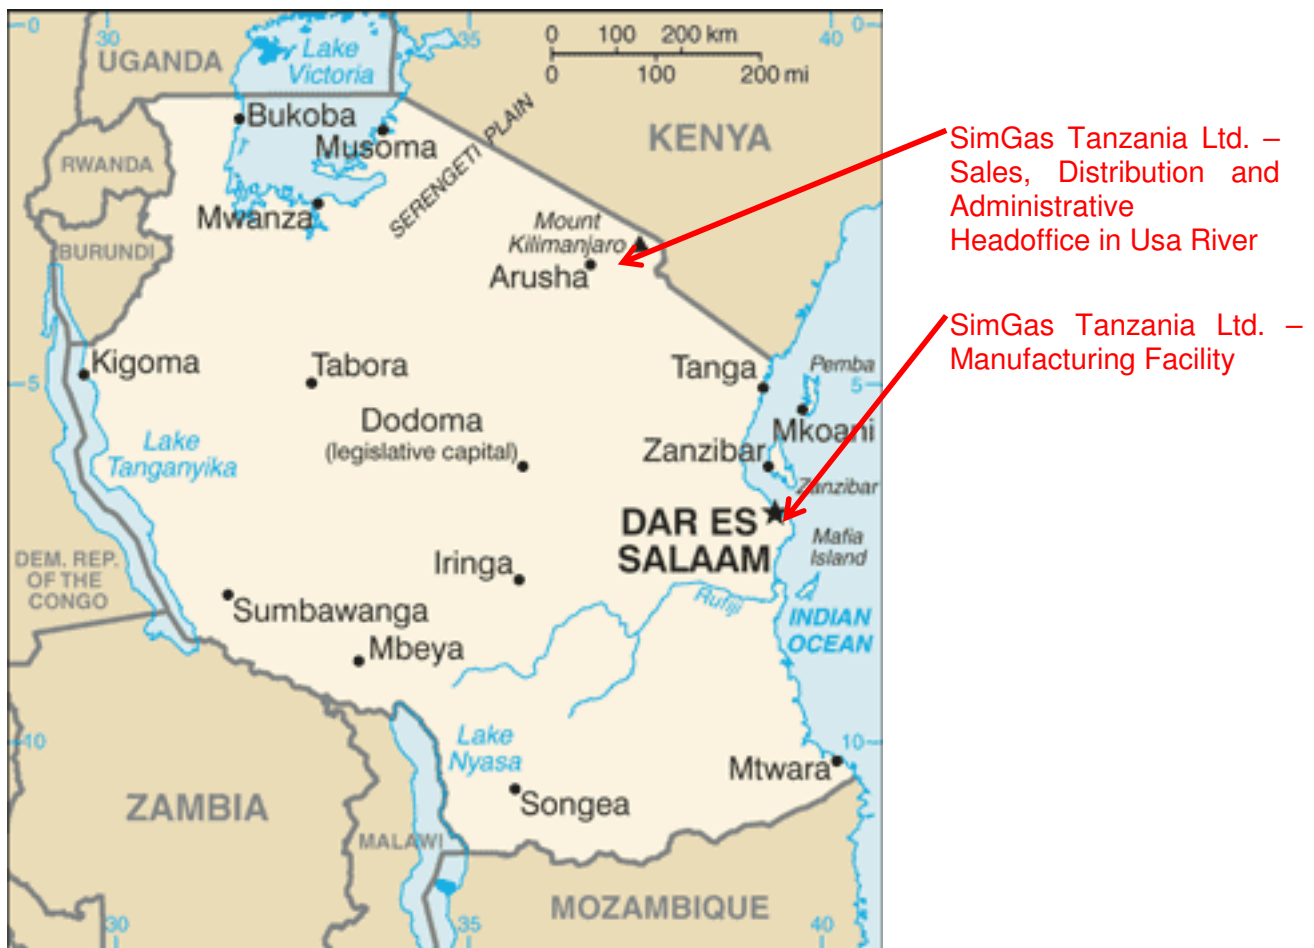 0
30
35
0 100 200 km
0 100 200 mi
40
0
UGANDA
Lake
Victoria
Bukoba
Musoma
SERENGETI PLAIN
KENYA
RWANDA
Mwanza
Mount
Kilimanjaro
BURUNDI
Arusha
SimGas Tanzania Ltd. –
Sales, Distribution and
Administrative
Headoffice in Usa River
SimGas Tanzania Ltd. –
Manufacturing Facility
Kigoma
Tabora
Tanga
Pemba
5
5
Dodoma
(legislative capital)
Mkoani
Lake
Tanganyika
Zanzibar
Zanzibar
DAR ES
SALAAM
Mafia
Island
DEM. REP.
OF THE
CONGO
Iringa
Sumbawanga
Rufiji
INDIAN
OCEAN
Mbeya
10
Lake
Nyasa
10
Mtwara
ZAMBIA
Songea
MALAWI
MOZAMBIQUE
30
35
40